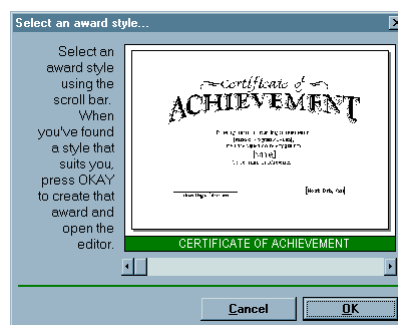 Select an award style...
Select an
award style
using the
scroll bar.
When
you've found
a style that
suits you,
press OKAY
to create that
award and
open the
editor.
Certificate of
ACHIEVEMENT
CERTIFICATE OF ACHIEVEMENT
Cancel
OK